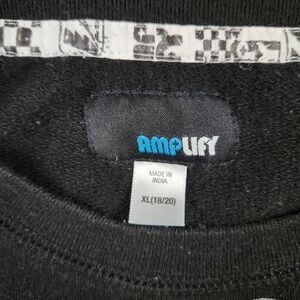 AMPLIFY
MADE IN
INDIA
XL(18/20)